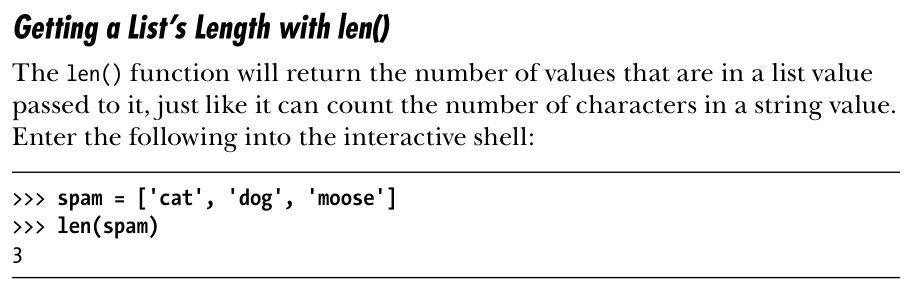 Getting a List’s Length with len()
The len() function will return the number of values that are in a list value
passed to it, just like it can count the number of characters in a string value.
Enter the following into the interactive shell:
>>> spam = ['cat', 'dog', 'moose']
>>> len(spam)
3